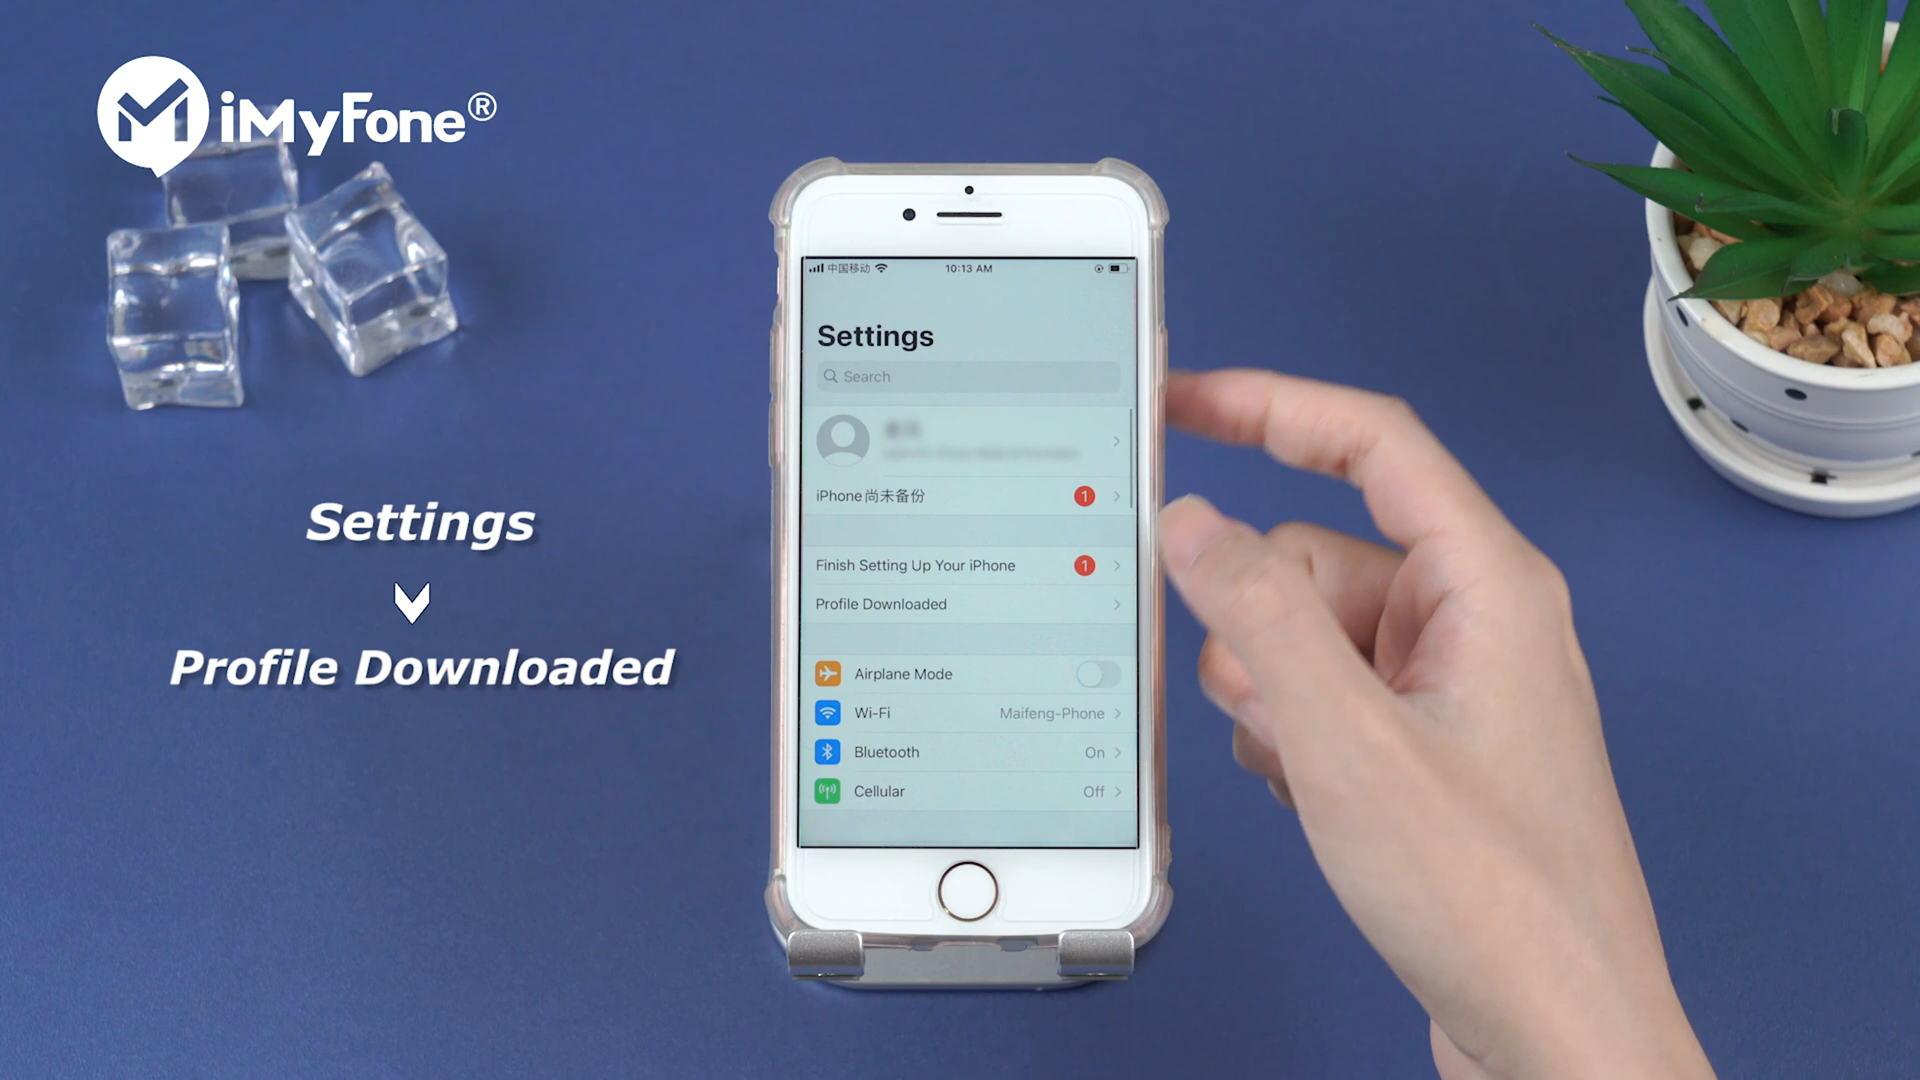 iMyFone®
中国移动
10:13 AM
Settings
Search
iPhone尚未备份
1
Finish Setting Up Your iPhone
1
Profile Downloaded
Airplane Mode
Wi-Fi
Maifeng-Phone
Bluetooth
On
Cellular
Off
Settings
Profile Downloaded